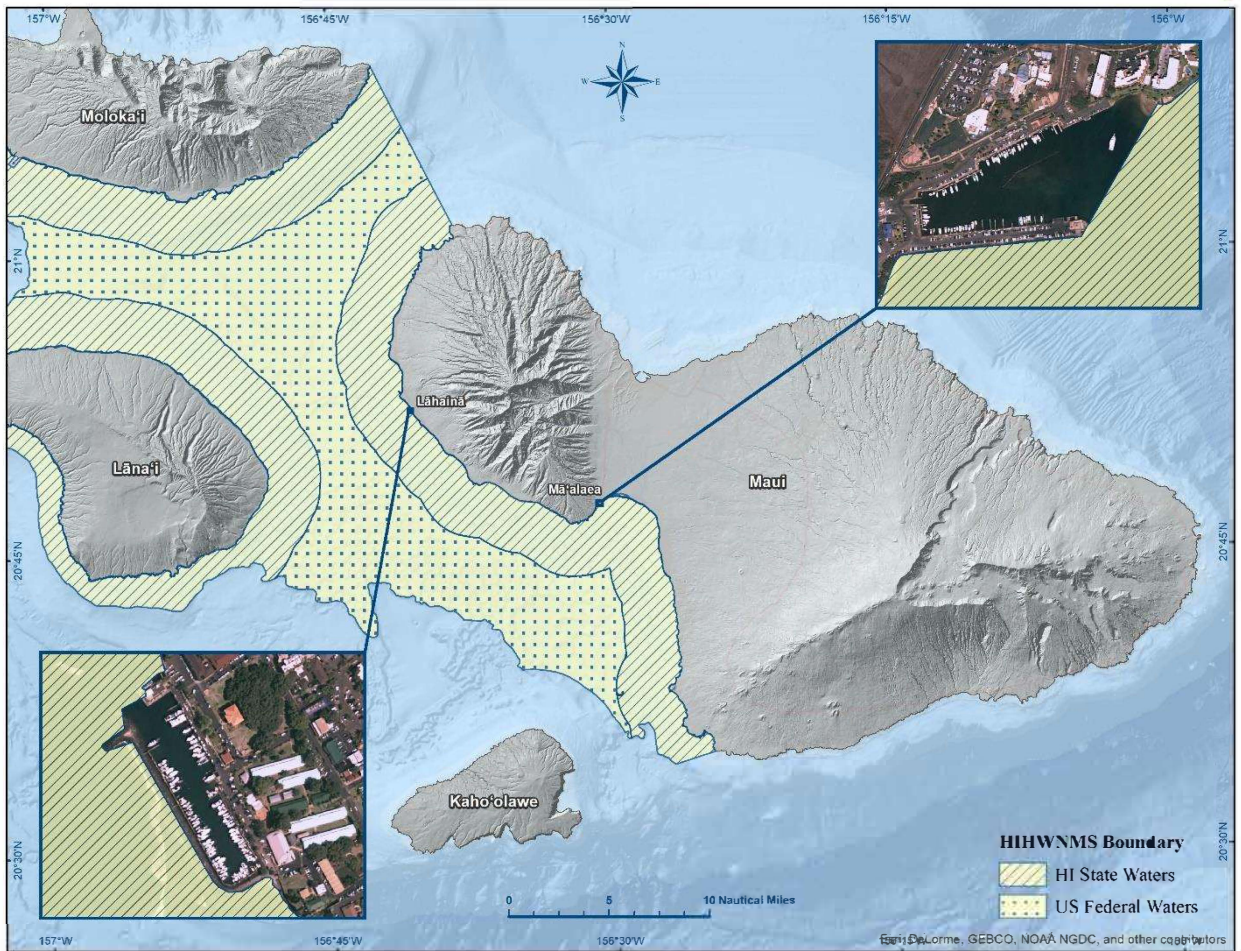 157°W 156°45'W 156°30'W 156°15'W 156°W
N
W E
S
Moloka‘i
21°N 21°N
Lāhainā
Lāna‘i
Mā‘alaea
Maui
20°45'N 20°45'N
Kaho‘olawe
20°30'N 20°30'N
HIHWNMS Boundary
HI State Waters
US Federal Waters
0 5 10 Nautical Miles
157°W 156°45'W 156°30'W
Esri, DeLorme, GEBCO, NOAA NGDC, and other contributors